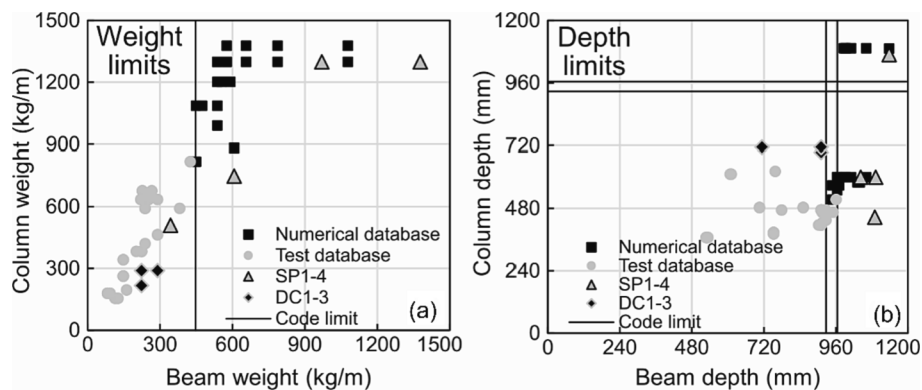 1500
1200
900
600
300
0
Column weight (kg/m)
Weight
limits
Numerical database
Test database
SP1-4
DC1-3
Code limit
(a)
0 300 600 900 1200 1500
Beam weight (kg/m)
1200
960
720
480
240
0
Column depth (mm)
Depth
limits
Numerical database
Test database
SP1-4
DC1-3
Code limit
(b)
0 480 720 960 1200
Beam depth (mm)